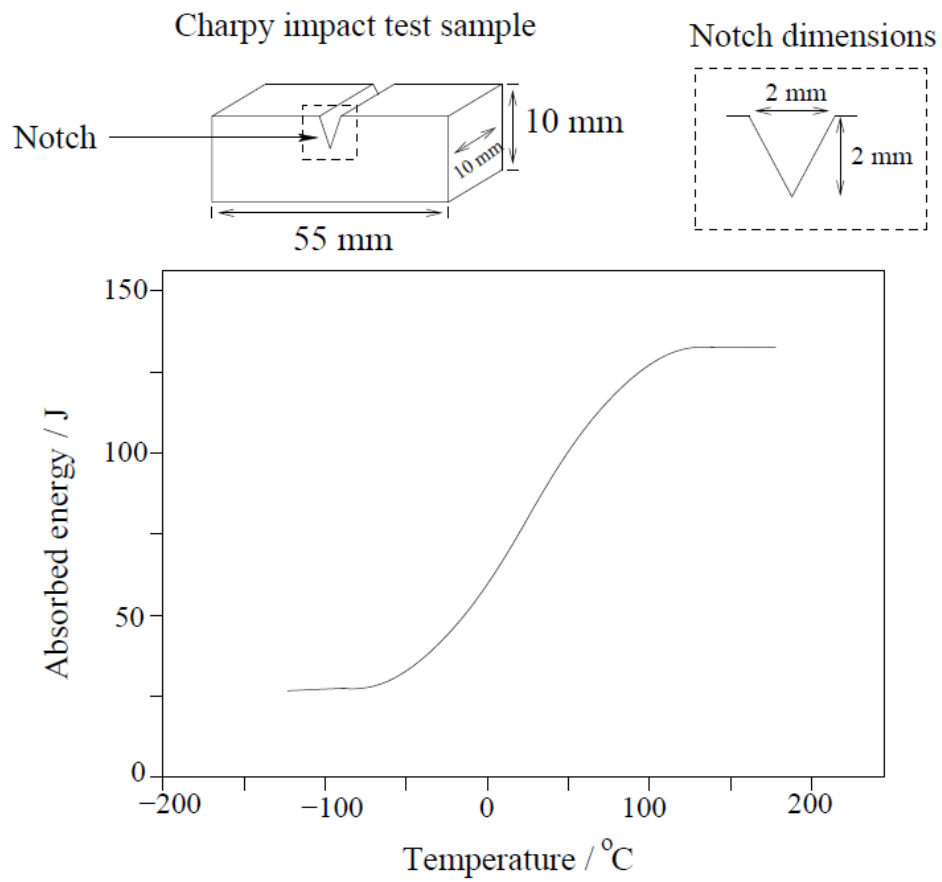 Charpy impact test sample
Notch dimensions
Notch
10 mm
10 mm
55 mm
2 mm
2 mm
150
100
50
0
−200
−100
0
100
200
Absorbed energy / J
Temperature / °C